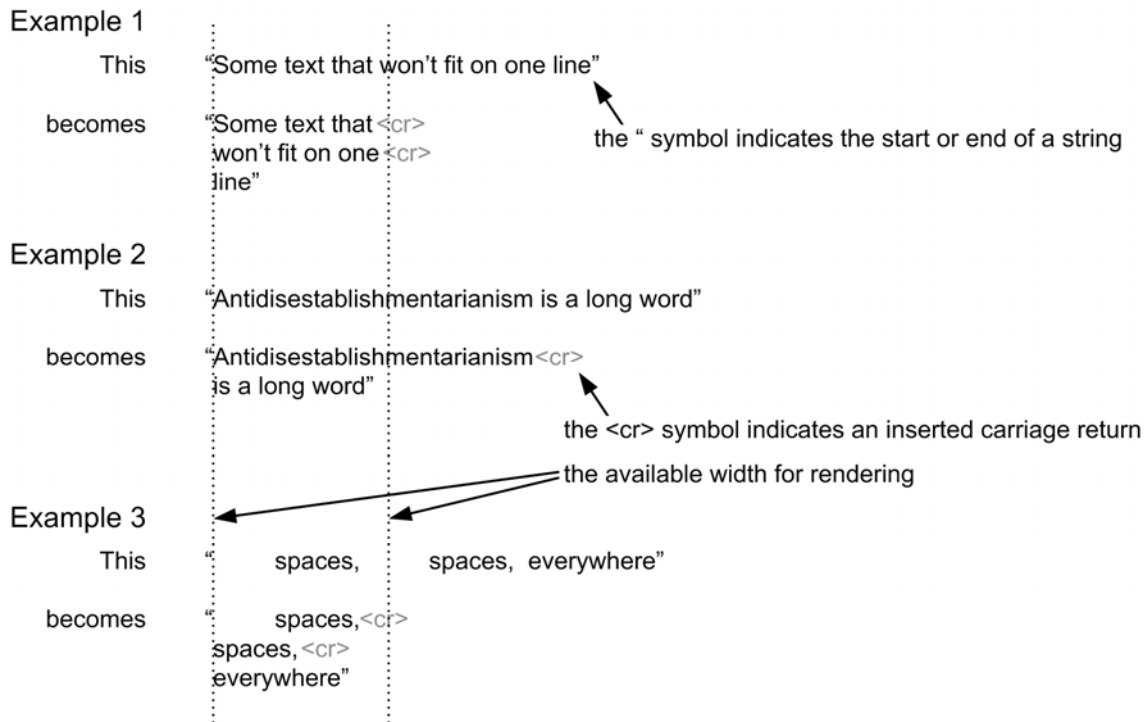 Example 1
This “Some text that won’t fit on one line”
becomes “Some text that <cr>
the “ symbol indicates the start or end of a string
won’t fit on one <cr>
line”
Example 2
This “Antidisestablishmentarianism is a long word”
becomes “Antidisestablishmentarianism <cr>
is a long word”
the <cr> symbol indicates an inserted carriage return
the available width for rendering
Example 3
This “ spaces, spaces, everywhere”
becomes “ spaces,<cr>
spaces, <cr>
everywhere”